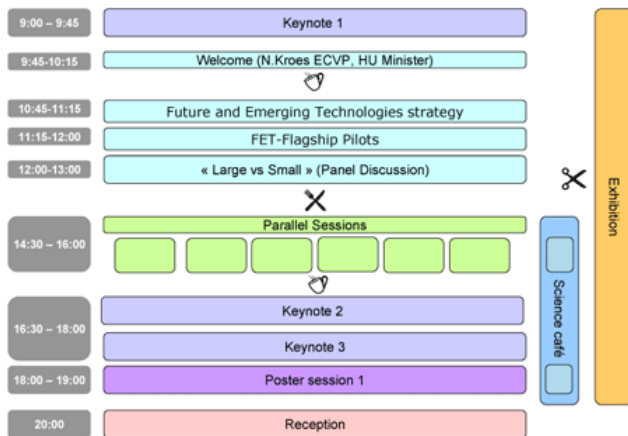 9:00 – 9:45
Keynote 1
9:45-10:15
Welcome (N.Kroes ECVP, HU Minister)
10:45-11:15
Future and Emerging Technologies strategy
11:15-12:00
FET-Flagship Pilots
12:00-13:00
« Large vs Small » (Panel Discussion)
14:30 – 16:00
Parallel Sessions
16:30 – 18:00
Keynote 2
Keynote 3
18:00 – 19:00
Poster session 1
20:00
Reception
Science café
Exhibition